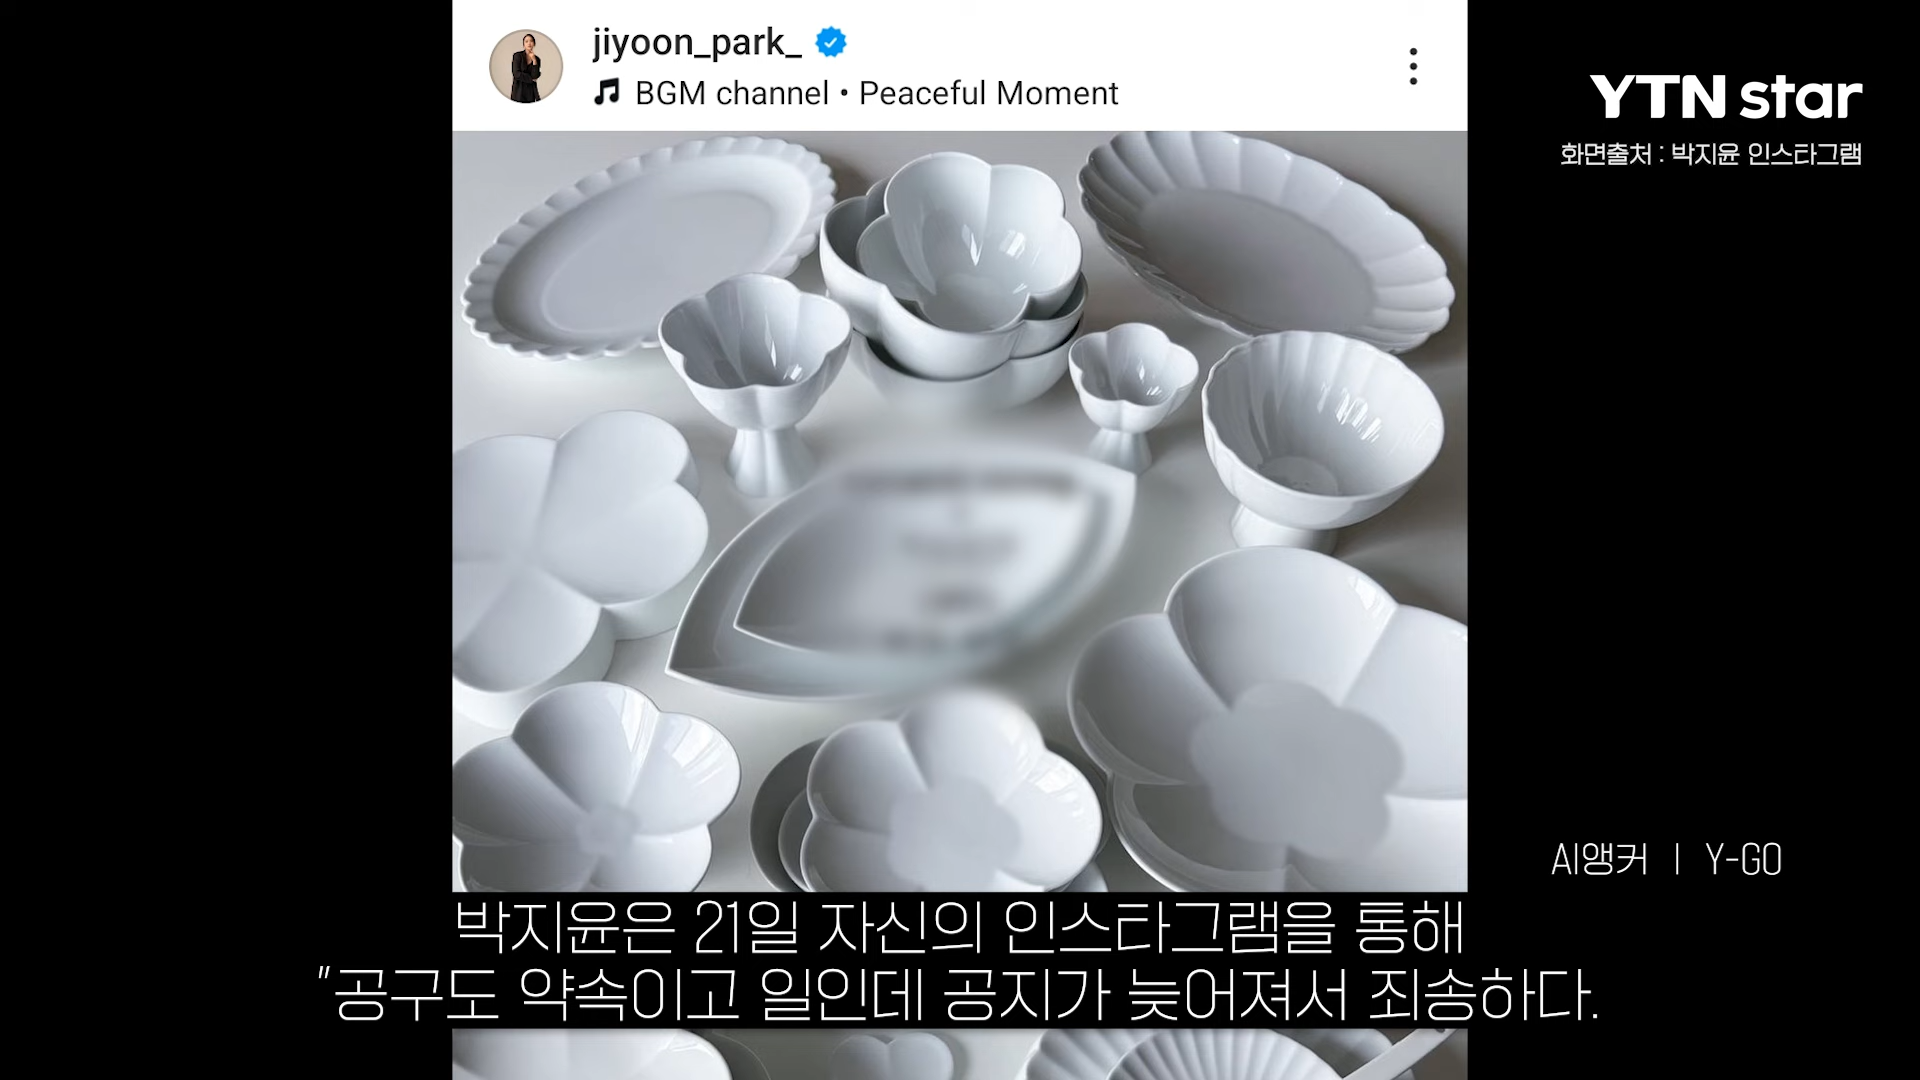 jiyoon_park_
BGM channel • Peaceful Moment
YTN star
화면출처 : 박지윤 인스타그램
AI앵커 | Y-GO
박지윤은 21일 자신의 인스타그램을 통해
"공구도 약속이고 일인데 공지가 늦어져서 죄송하다.